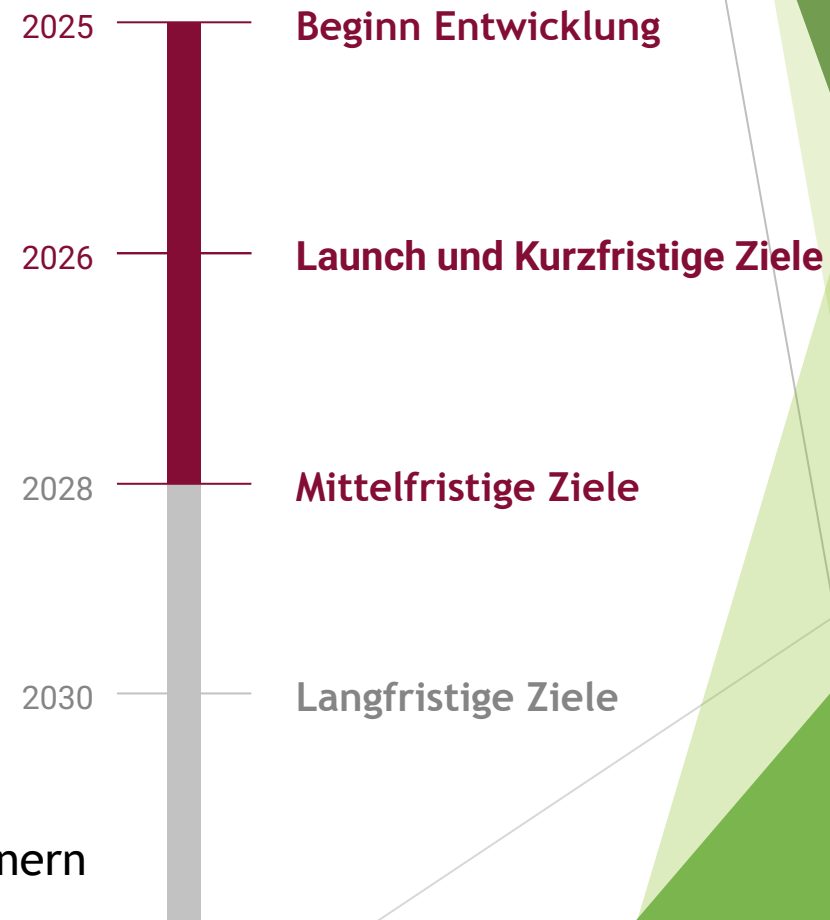 2025 Beginn Entwicklung
2026 Launch und Kurzfristige Ziele
2028 Mittelfristige Ziele
2030 Langfristige Ziele
nern